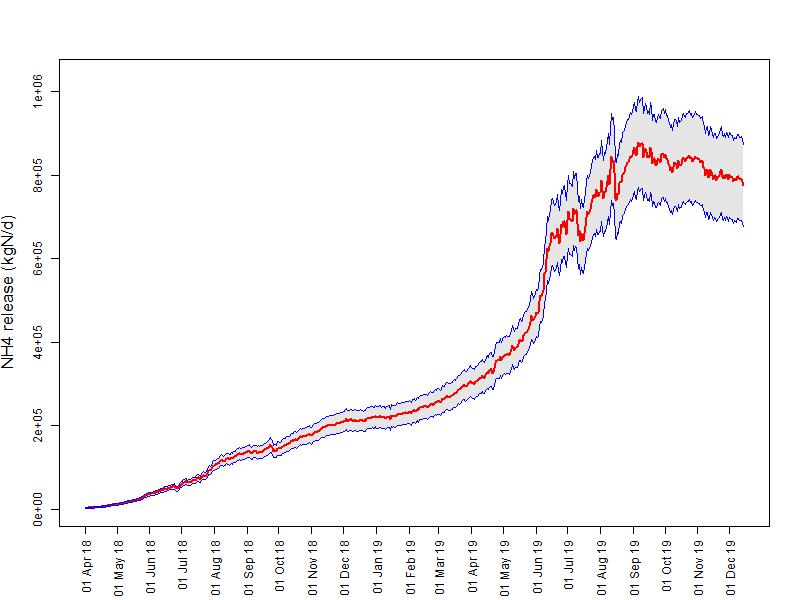 NH4 release (kgN/d)
1e+06
8e+05
6e+05
4e+05
2e+05
0e+00
01 Apr 18
01 May 18
01 Jun 18
01 Jul 18
01 Aug 18
01 Sep 18
01 Oct 18
01 Nov 18
01 Dec 18
01 Jan 19
01 Feb 19
01 Mar 19
01 Apr 19
01 May 19
01 Jun 19
01 Jul 19
01 Aug 19
01 Sep 19
01 Oct 19
01 Nov 19
01 Dec 19